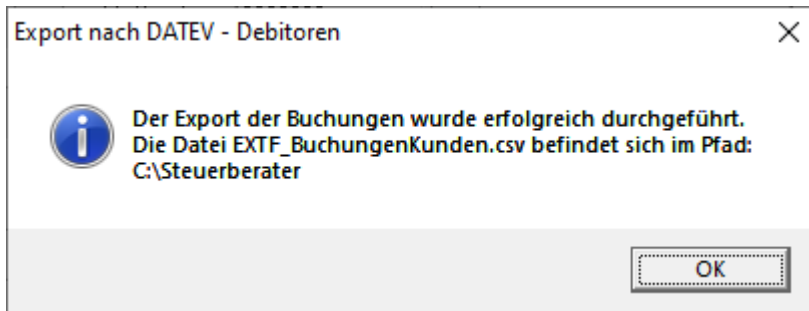 Export nach DATEV - Debitoren
Der Export der Buchungen wurde erfolgreich durchgeführt.
Die Datei EXTF_BuchungenKunden.csv befindet sich im Pfad:
C:\Steuerberater
OK